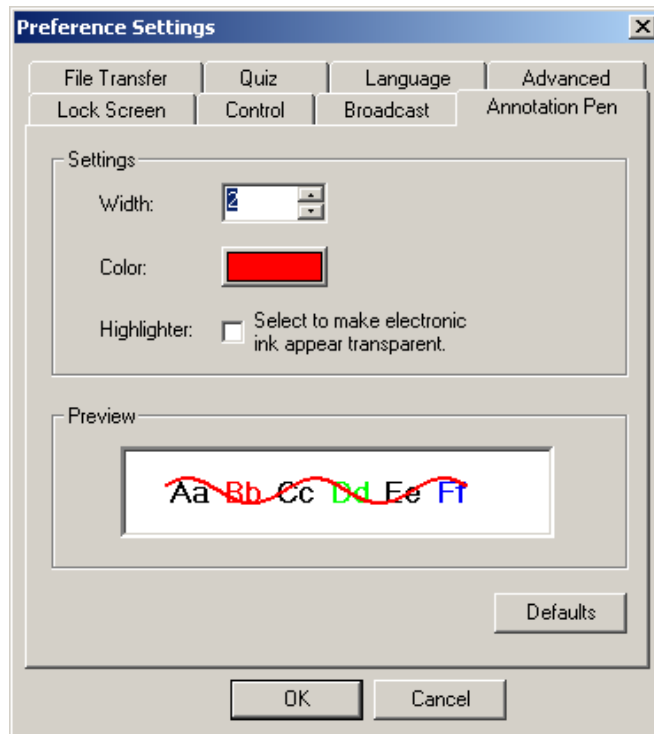 Preference Settings
File Transfer Quiz Language Advanced
Lock Screen Control Broadcast Annotation Pen
Settings
Width: 2
Color:
Highlighter: Select to make electronic
ink appear transparent.
Preview
Aa Bb Cc Dd Ee Ff
Defaults
OK Cancel